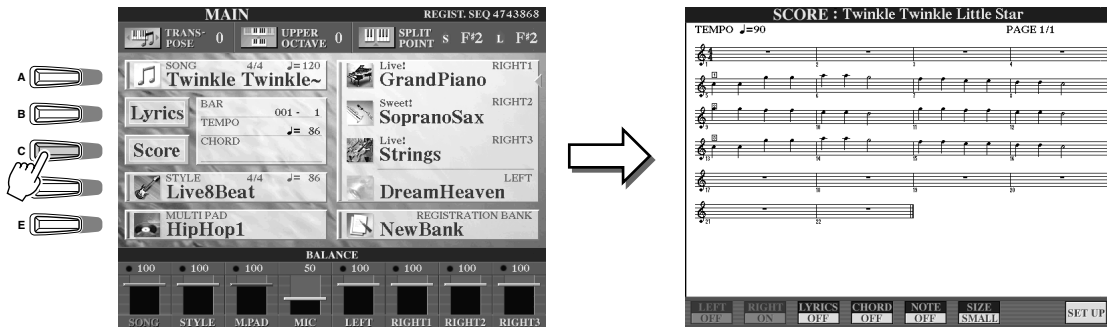 MAIN
REGIST. SEQ 4743868
TRANS-
POSE 0
UPPER
OCTAVE 0
SPLIT
POINT S F#2 L F#2
A
B
C
E
SONG 4/4 ♩=120
Twinkle Twinkle~
Lyrics
Score
BAR
001 - 1
TEMPO
♩= 86
CHORD
STYLE 4/4 ♩= 86
Live8Beat
MULTI PAD
HipHop1
Live! RIGHT1
GrandPiano
Sweet! RIGHT2
SopranoSax
Live! RIGHT3
Strings
LEFT
DreamHeaven
REGISTRATION BANK
NewBank
BALANCE
100 100 100 50 100 100 100 100
SONG STYLE M.PAD MIC LEFT RIGHT1 RIGHT2 RIGHT3
SCORE : Twinkle Twinkle Little Star
TEMPO ♩=90 PAGE 1/1
LEFT RIGHT LYRICS CHORD NOTE SIZE
OFF ON OFF OFF OFF SMALL
SET UP